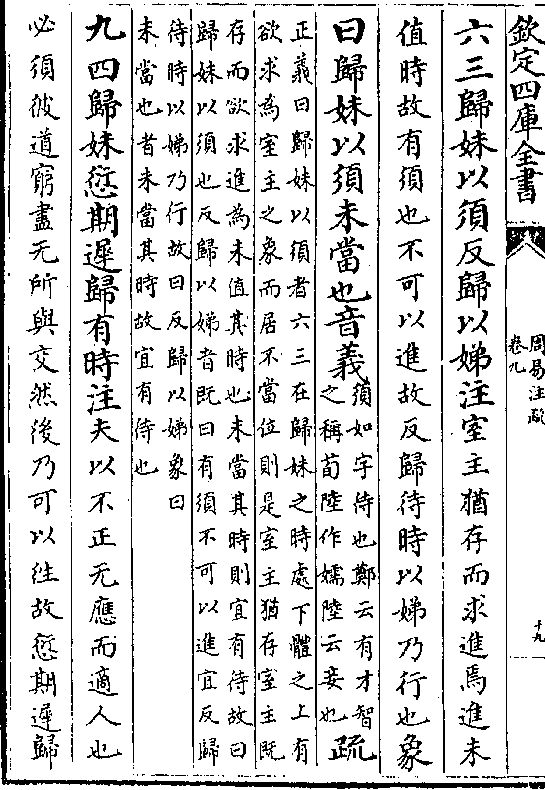 欽定四庫全書
周易注疏
卷九
十九
六三歸妹以須反歸以娣注室主猶存而求進焉進未
值時故有須也不可以進故反歸待時以娣乃行也象
曰歸妹以須未當也音義
須如字待也鄭云有才智
之稱荀陸作嬬陸云妾也
疏
正義曰歸妹以須者六三在歸妹之時處下體之上有
欲求為室主之象而居不當位則是室主猶存室主既
存而欲求進為未值其時也未當其時則宜有待故曰
歸妹以須也反歸以娣者既曰有須不可以進宜反歸
待時以娣乃行故曰反歸以娣象曰
未當也者未當其時故宜有待也
九四歸妹愆期遲歸有時注夫以不正无應而適人也
必須彼道窮盡无所與交然後乃可以往故愆期遲歸